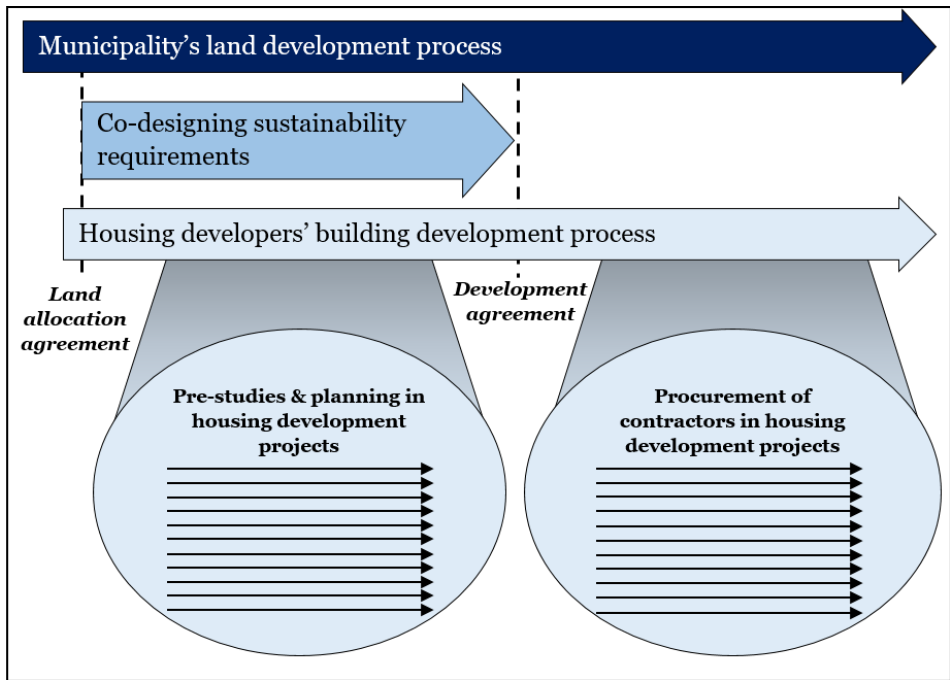 Municipality's land development process
Co-designing sustainability
requirements
Housing developers' building development process
Land
allocation
agreement
Development
agreement
Pre-studies & planning in
housing development
projects
Procurement of
contractors in housing
development projects